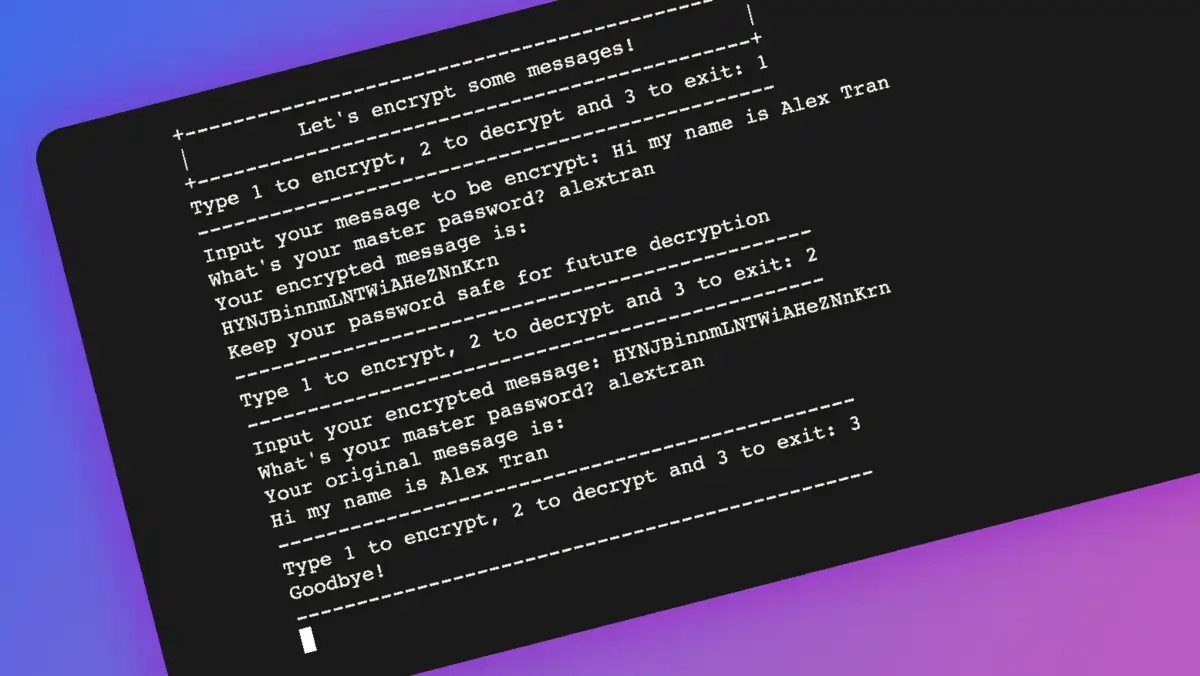 +-----------------------------------------------
|          Let's encrypt some messages!          |
+-----------------------------------------------+
Type 1 to encrypt, 2 to decrypt and 3 to exit: 1
------------------------------------------------
Input your message to be encrypt: Hi my name is Alex Tran
What's your master password? alextran
Your encrypted message is:
HYNJBinnmLNTWiAHeZNnKrn
Keep your password safe for future decryption
------------------------------------------------
Type 1 to encrypt, 2 to decrypt and 3 to exit: 2
------------------------------------------------
Input your encrypted message: HYNJBinnmLNTWiAHeZNnKrn
What's your master password? alextran
Your original message is:
Hi my name is Alex Tran
------------------------------------------------
Type 1 to encrypt, 2 to decrypt and 3 to exit: 3
Goodbye!
------------------------------------------------